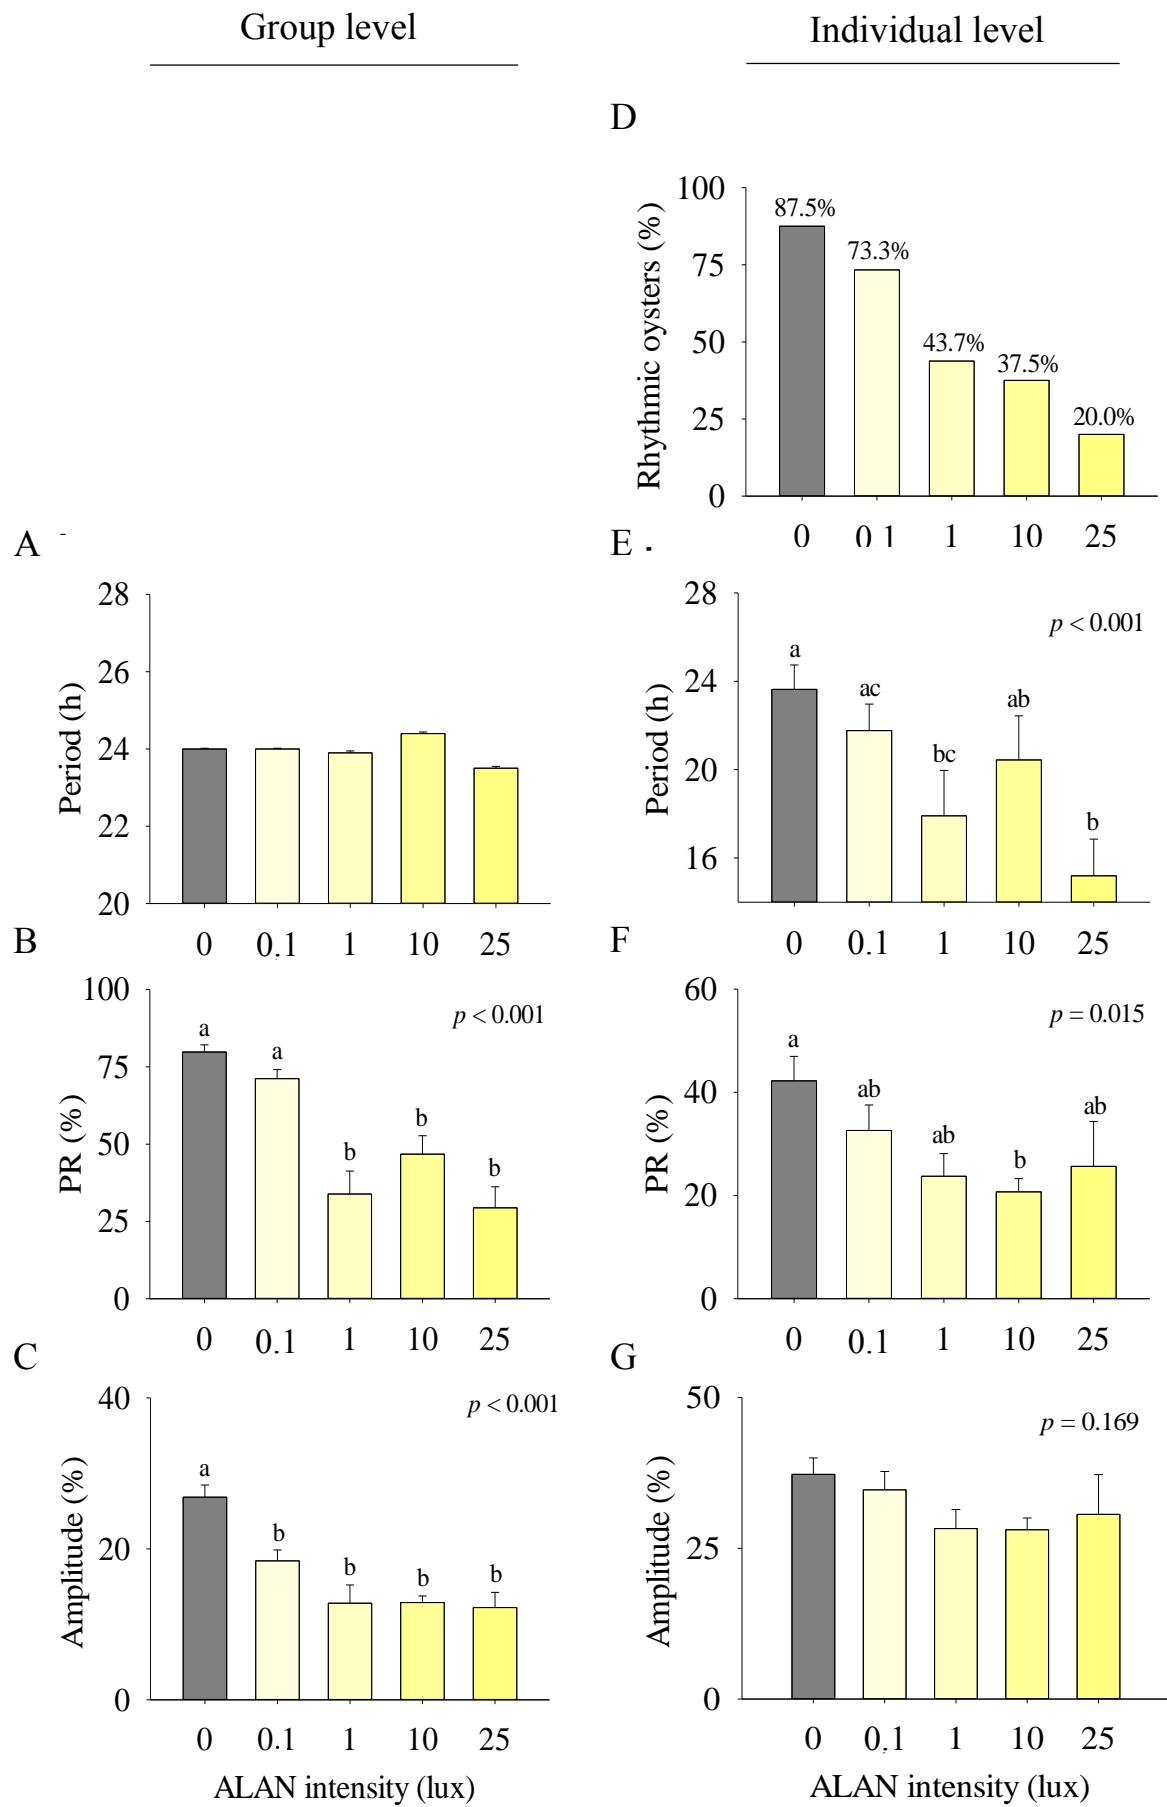 Group level
Individual level
D
Rhythmic oysters (%)
100
75
50
25
0
87.5%
73.3%
43.7%
37.5%
20.0%
0 0.1 1 10 25
A
Period (h)
28
26
24
22
20
0 0.1 1 10 25
E
Period (h)
28
24
20
16
p < 0.001
a
ac
bc
ab
b
0 0.1 1 10 25
B
PR (%)
100
75
50
25
0
p < 0.001
a
a
b
b
b
0 0.1 1 10 25
F
PR (%)
60
40
20
0
p = 0.015
a
ab
ab
b
ab
0 0.1 1 10 25
C
Amplitude (%)
40
20
0
p < 0.001
a
b
b
b
b
0 0.1 1 10 25
ALAN intensity (lux)
G
Amplitude (%)
50
25
0
p = 0.169
0 0.1 1 10 25
ALAN intensity (lux)